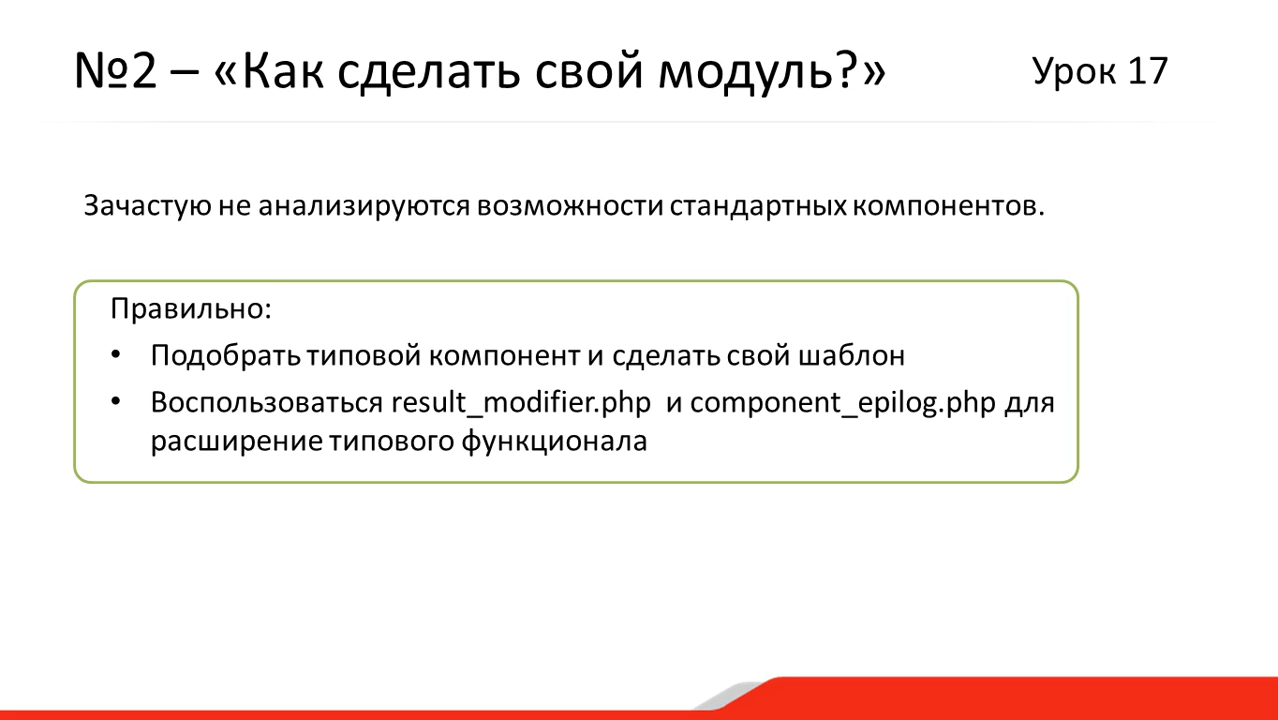 №2 – «Как сделать свой модуль?»
Урок 17
Зачастую не анализируются возможности стандартных компонентов.
Правильно:
• Подобрать типовой компонент и сделать свой шаблон
• Воспользоваться result_modifier.php и component_epilog.php для
расширение типового функционала